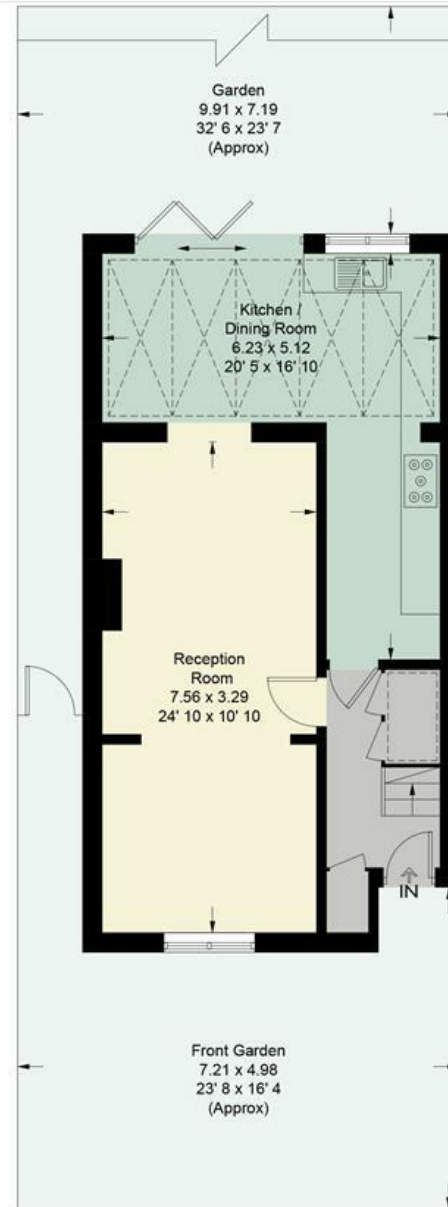 Garden
9.91 x 7.19
32' 6 x 23' 7
(Approx)
Kitchen /
Dining Room
6.23 x 5.12
20' 5 x 16' 10
Reception
Room
7.56 x 3.29
24' 10 x 10' 10
IN
Front Garden
7.21 x 4.98
23' 8 x 16' 4
(Approx)